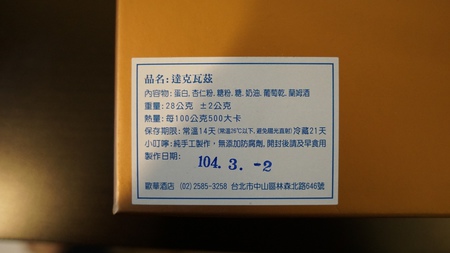 品名: 達克瓦茲
內容物: 蛋白. 杏仁粉. 糖粉. 糖. 奶油. 葡萄乾. 蘭姆酒
重量: 28公克 ±2公克
熱量: 每100公克500大卡
保存期限: 常溫14天(常溫26℃以下, 避免陽光直射) 冷藏21天
小叮嚀: 純手工製作, 無添加防腐劑, 開封後請及早食用
製作日期: 104. 3. -2
歐華酒店 (02) 2585-3258 台北市中山區林森北路646號